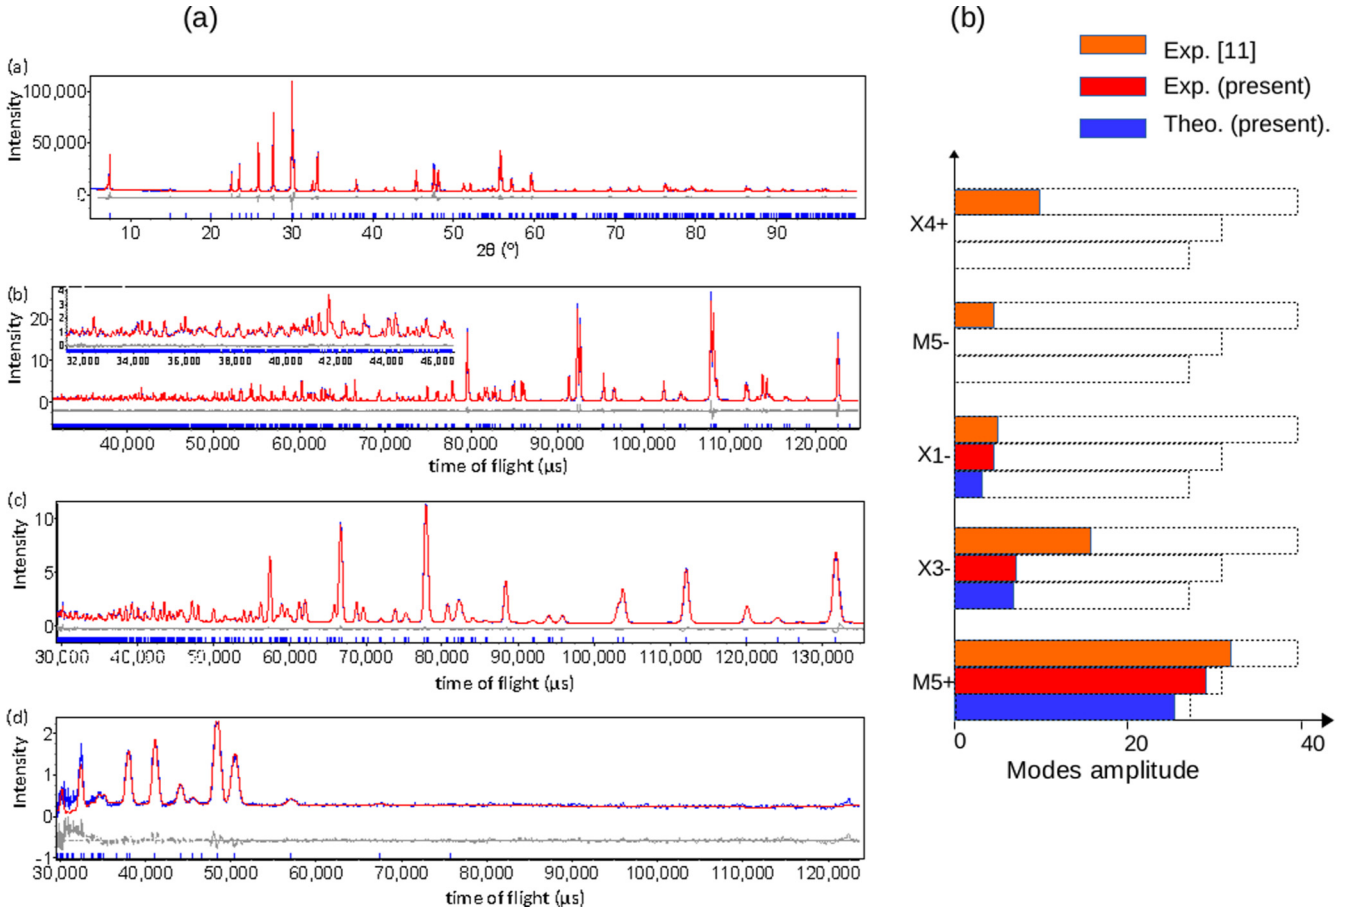 (a)
(b)
Exp. [11]
Exp. (present)
Theo. (present).
(a)
Intensity
100,000
50,000
0
10 20 30 40 50 60 70 80 90
2θ (°)
(b)
Intensity
20
10
0
4
3
2
1
0
32,000 34,000 36,000 38,000 40,000 42,000 44,000 46,000
40,000 50,000 60,000 70,000 80,000 90,000 100,000 110,000 120,000
time of flight (µs)
(c)
Intensity
10
5
0
30,000 40,000 50,000 60,000 70,000 80,000 90,000 100,000 110,000 120,000 130,000
time of flight (µs)
(d)
Intensity
2
1
0
-1
30,000 40,000 50,000 60,000 70,000 80,000 90,000 100,000 110,000 120,000
time of flight (µs)
X4+
M5-
X1-
X3-
M5+
0 20 40
Modes amplitude